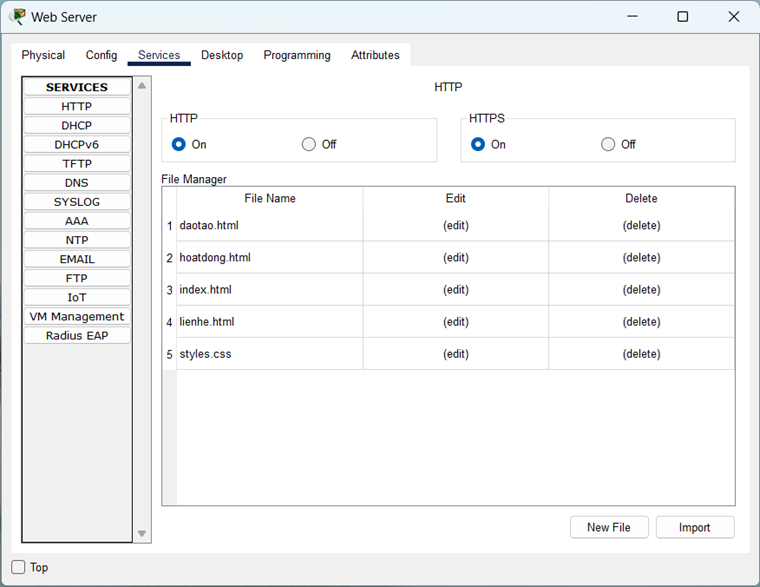 Web Server
Physical Config Services Desktop Programming Attributes
SERVICES
HTTP
DHCP
DHCPv6
TFTP
DNS
SYSLOG
AAA
NTP
EMAIL
FTP
IoT
VM Management
Radius EAP
HTTP
HTTP
On Off
HTTPS
On Off
File Manager
File Name Edit Delete
1 daotao.html (edit) (delete)
2 hoatdong.html (edit) (delete)
3 index.html (edit) (delete)
4 lienhe.html (edit) (delete)
5 styles.css (edit) (delete)
New File Import
Top